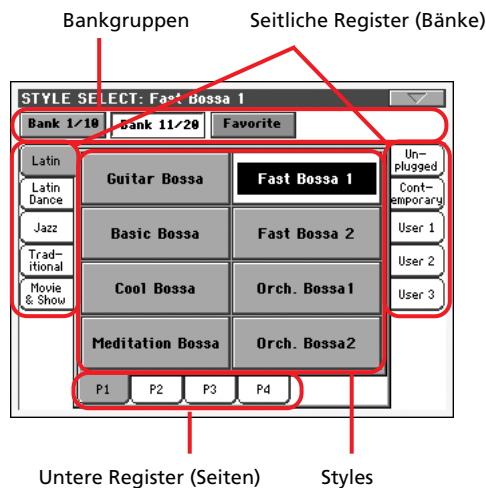 Bankgruppen
Seitliche Register (Bänke)
STYLE SELECT: Fast Bossa 1
Bank 1/10
Bank 11/20
Favorite
Latin
Latin
Dance
Jazz
Trad-
itional
Movie
& Show
Guitar Bossa
Fast Bossa 1
Basic Bossa
Fast Bossa 2
Cool Bossa
Orch. Bossa1
Meditation Bossa
Orch. Bossa2
Un-
plugged
Cont-
emporary
User 1
User 2
User 3
P1
P2
P3
P4
Untere Register (Seiten)
Styles